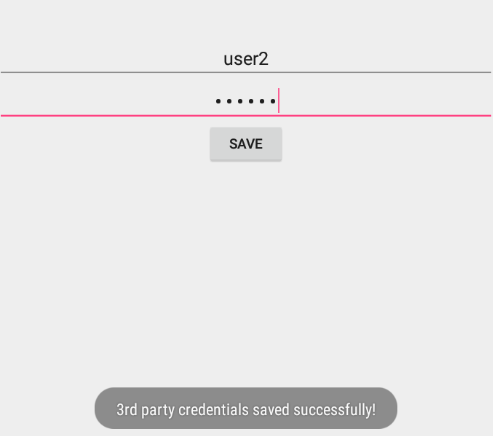 user2
••••••
SAVE
3rd party credentials saved successfully!